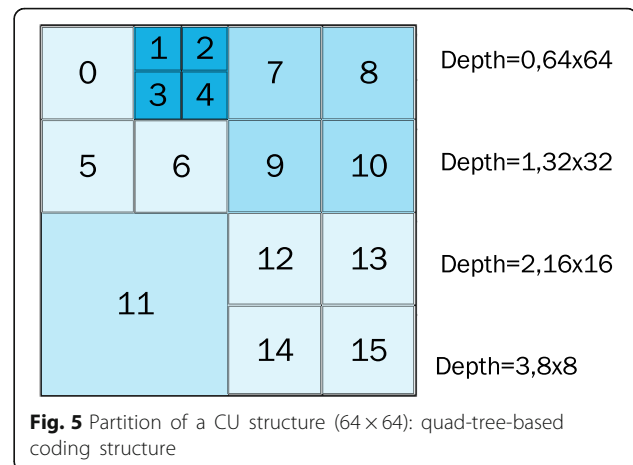 0 1 2 7 8
3 4
5 6 9 10
11
12 13
14 15
Depth=0,64x64
Depth=1,32x32
Depth=2,16x16
Depth=3,8x8
Fig. 5 Partition of a CU structure (64 × 64): quad-tree-based
coding structure